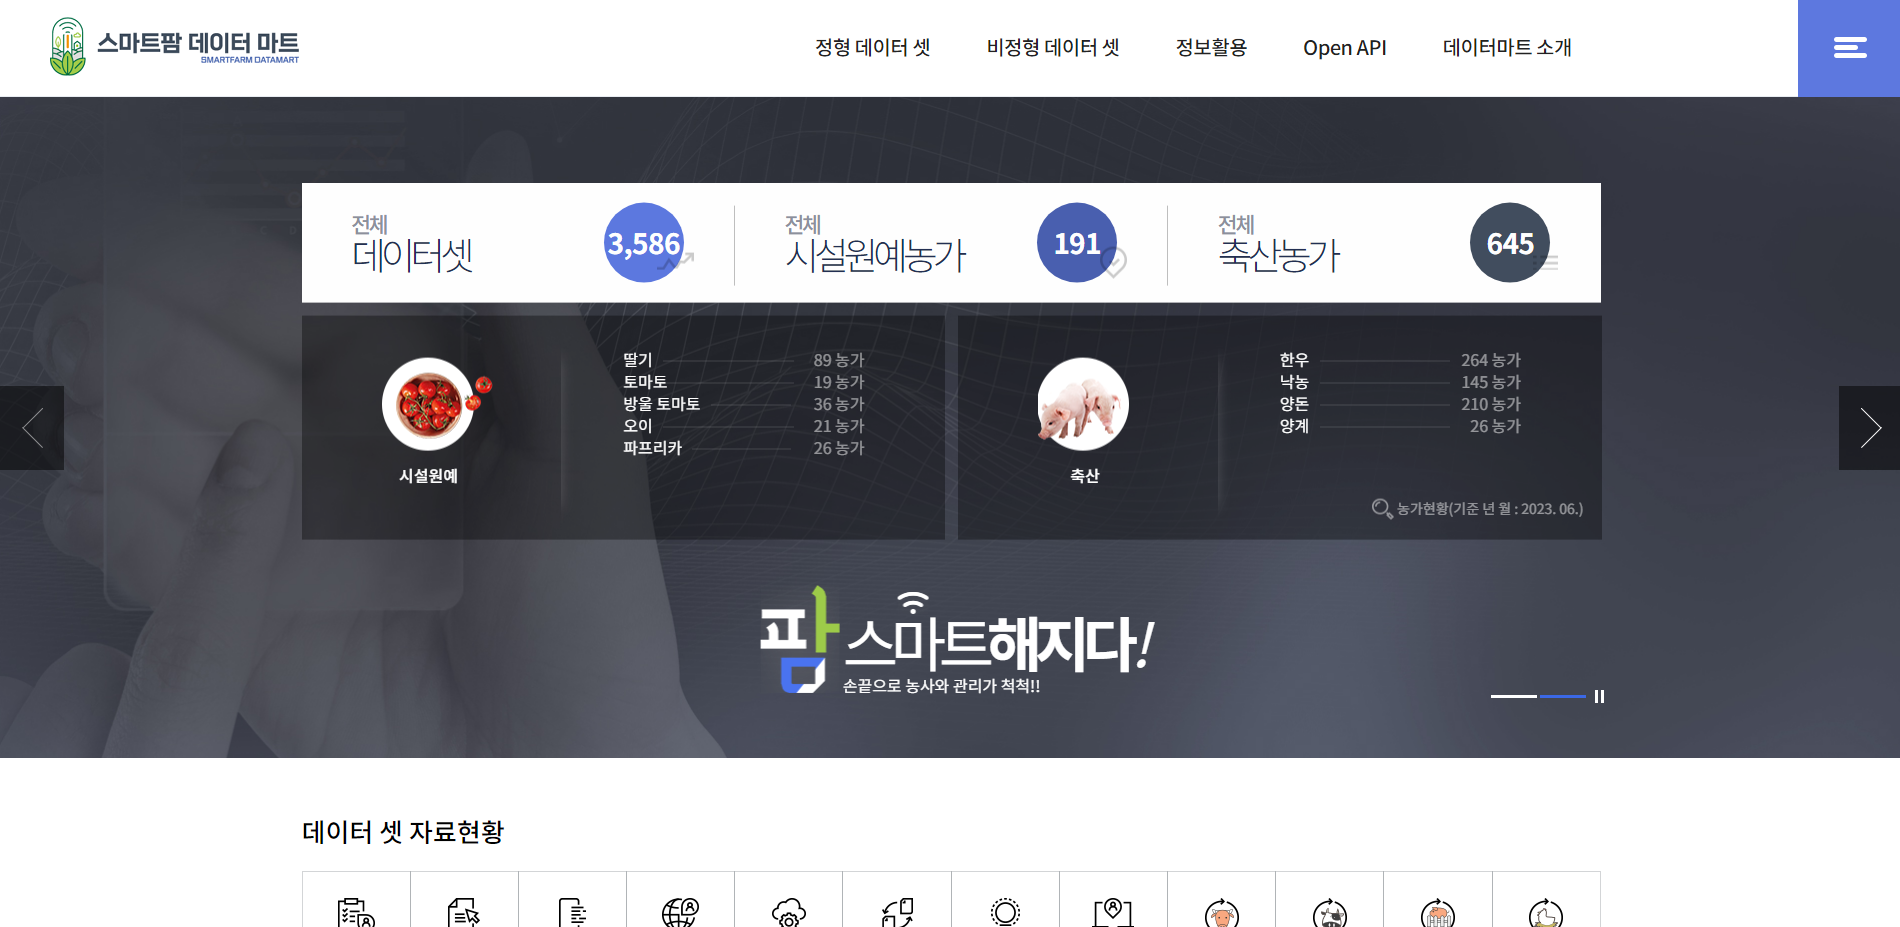 스마트팜 데이터 마트
SMARTFARM DATAMART
정형 데이터 셋
비정형 데이터 셋
정보활용
Open API
데이터마트 소개
전체
데이터셋
3,586
전체
시설원예농가
191
전체
축산농가
645
시설원예
딸기 89 농가
토마토 19 농가
방울 토마토 36 농가
오이 21 농가
파프리카 26 농가
축산
한우 264 농가
낙농 145 농가
양돈 210 농가
양계 26 농가
농가현황(기준 년 월 : 2023. 06.)
팜 스마트해지다!
손끝으로 농사와 관리가 척척!!
데이터 셋 자료현황